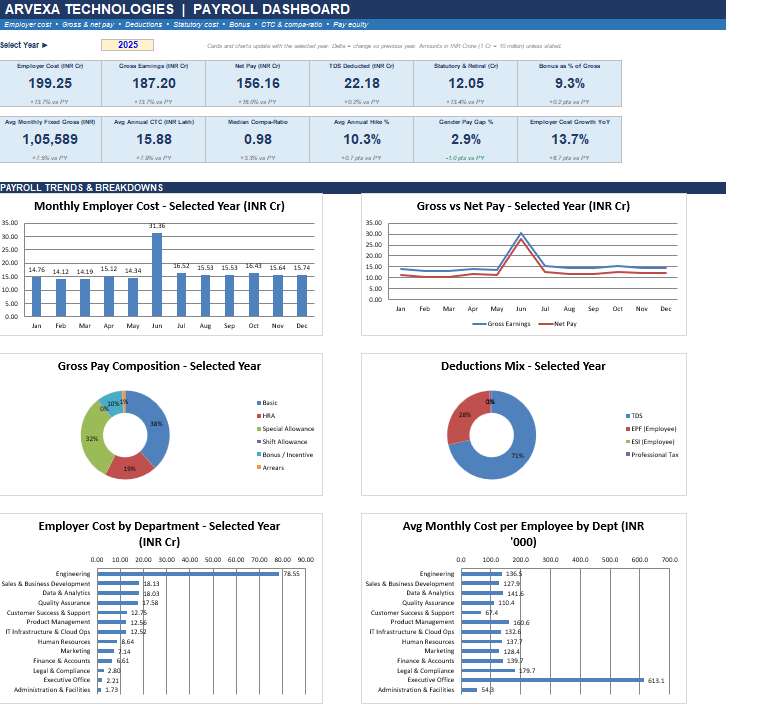 ARVEXA TECHNOLOGIES | PAYROLL DASHBOARD
Employer cost • Gross & net pay • Deductions • Statutory cost • Bonus • CTC & compa-ratio • Pay equity
Select Year ► 2025 Cards and charts update with the selected year. Delta = change vs previous year. Amounts in INR Crore (1 Cr = 10 million) unless stated.
Employer Cost (INR Cr) Gross Earnings (INR Cr) Net Pay (INR Cr) TDS Deducted (INR Cr) Statutory & Retiral (Cr) Bonus as % of Gross
199.25 187.20 156.16 22.18 12.05 9.3%
+13.7% vs PY +13.7% vs PY +16.0% vs PY +0.2% vs PY +13.4% vs PY +0.2 pts vs PY
Avg Monthly Fixed Gross (INR) Avg Annual CTC (INR Lakh) Median Compa-Ratio Avg Annual Hike % Gender Pay Gap % Employer Cost Growth YoY
1,05,589 15.88 0.98 10.3% 2.9% 13.7%
+7.5% vs PY +7.9% vs PY +3.3% vs PY +0.7 pts vs PY -1.0 pts vs PY +6.7 pts vs PY
PAYROLL TRENDS & BREAKDOWNS
Monthly Employer Cost - Selected Year (INR Cr)
35.00
30.00
25.00
20.00
15.00
10.00
5.00
0.00
14.76 14.12 14.19 15.12 14.34 31.36 16.52 15.53 15.53 16.43 15.64 15.74
Jan Feb Mar Apr May Jun Jul Aug Sep Oct Nov Dec
Gross vs Net Pay - Selected Year (INR Cr)
35.00
30.00
25.00
20.00
15.00
10.00
5.00
0.00
Jan Feb Mar Apr May Jun Jul Aug Sep Oct Nov Dec
Gross Earnings Net Pay
Gross Pay Composition - Selected Year
38%
19%
32%
0%
10%
1%
Basic
HRA
Special Allowance
Shift Allowance
Bonus / Incentive
Arrears
Deductions Mix - Selected Year
71%
28%
TDS
EPF (Employee)
ESI (Employee)
Professional Tax
Employer Cost by Department - Selected Year
(INR Cr)
0.00 10.00 20.00 30.00 40.00 50.00 60.00 70.00 80.00 90.00
Engineering 78.55
Sales & Business Development 18.13
Data & Analytics 18.03
Quality Assurance 17.58
Customer Success & Support 12.75
Product Management 12.56
IT Infrastructure & Cloud Ops 12.52
Human Resources 8.64
Marketing 7.14
Finance & Accounts 6.61
Legal & Compliance 2.80
Executive Office 2.21
Administration & Facilities 1.73
Avg Monthly Cost per Employee by Dept (INR
'000)
0.0 100.0 200.0 300.0 400.0 500.0 600.0 700.0
Engineering 136.5
Sales & Business Development 127.9
Data & Analytics 141.6
Quality Assurance 110.4
Customer Success & Support 67.4
Product Management 160.6
IT Infrastructure & Cloud Ops 132.6
Human Resources 137.7
Marketing 128.4
Finance & Accounts 139.7
Legal & Compliance 179.7
Executive Office 613.1
Administration & Facilities 54.3